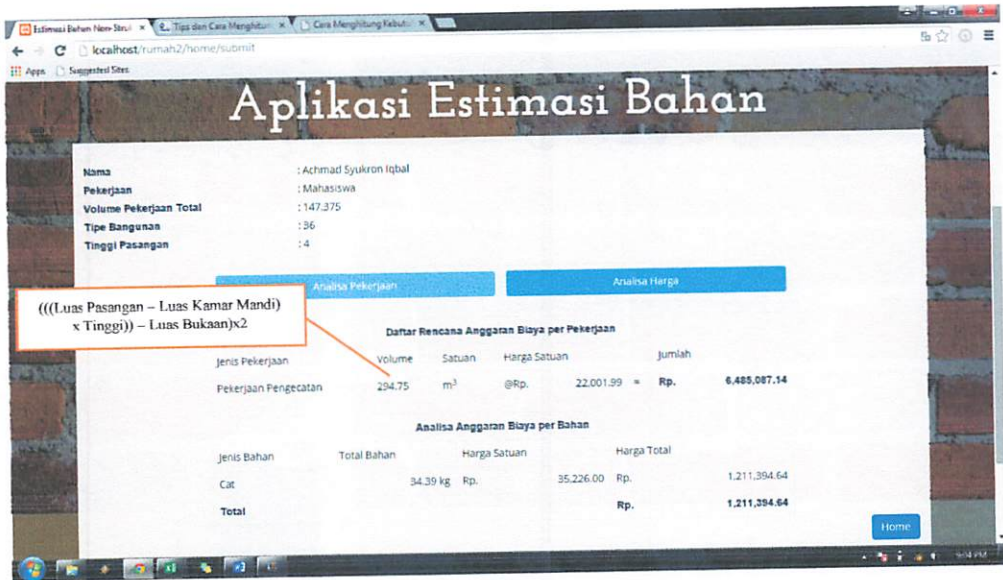 Estimasi Bahan Non-Struk
Tips dan Cara Menghitun
Cara Menghitung Kebutu
localhost/rumah2/home/submit
Apps Suggested Sites
Aplikasi Estimasi Bahan
Nama : Achmad Syukron Iqbal
Pekerjaan : Mahasiswa
Volume Pekerjaan Total : 147.375
Tipe Bangunan : 36
Tinggi Pasangan : 4
Analisa Pekerjaan Analisa Harga
(((Luas Pasangan – Luas Kamar Mandi)
x Tinggi)) – Luas Bukaan)x2
Daftar Rencana Anggaran Biaya per Pekerjaan
Jenis Pekerjaan Volume Satuan Harga Satuan Jumlah
Pekerjaan Pengecatan 294.75 m³ @Rp. 22,001.99 = Rp. 6,485,087.14
Analisa Anggaran Biaya per Bahan
Jenis Bahan Total Bahan Harga Satuan Harga Total
Cat 34.39 kg Rp. 35,226.00 Rp. 1,211,394.64
Total Rp. 1,211,394.64
Home
9:04 PM